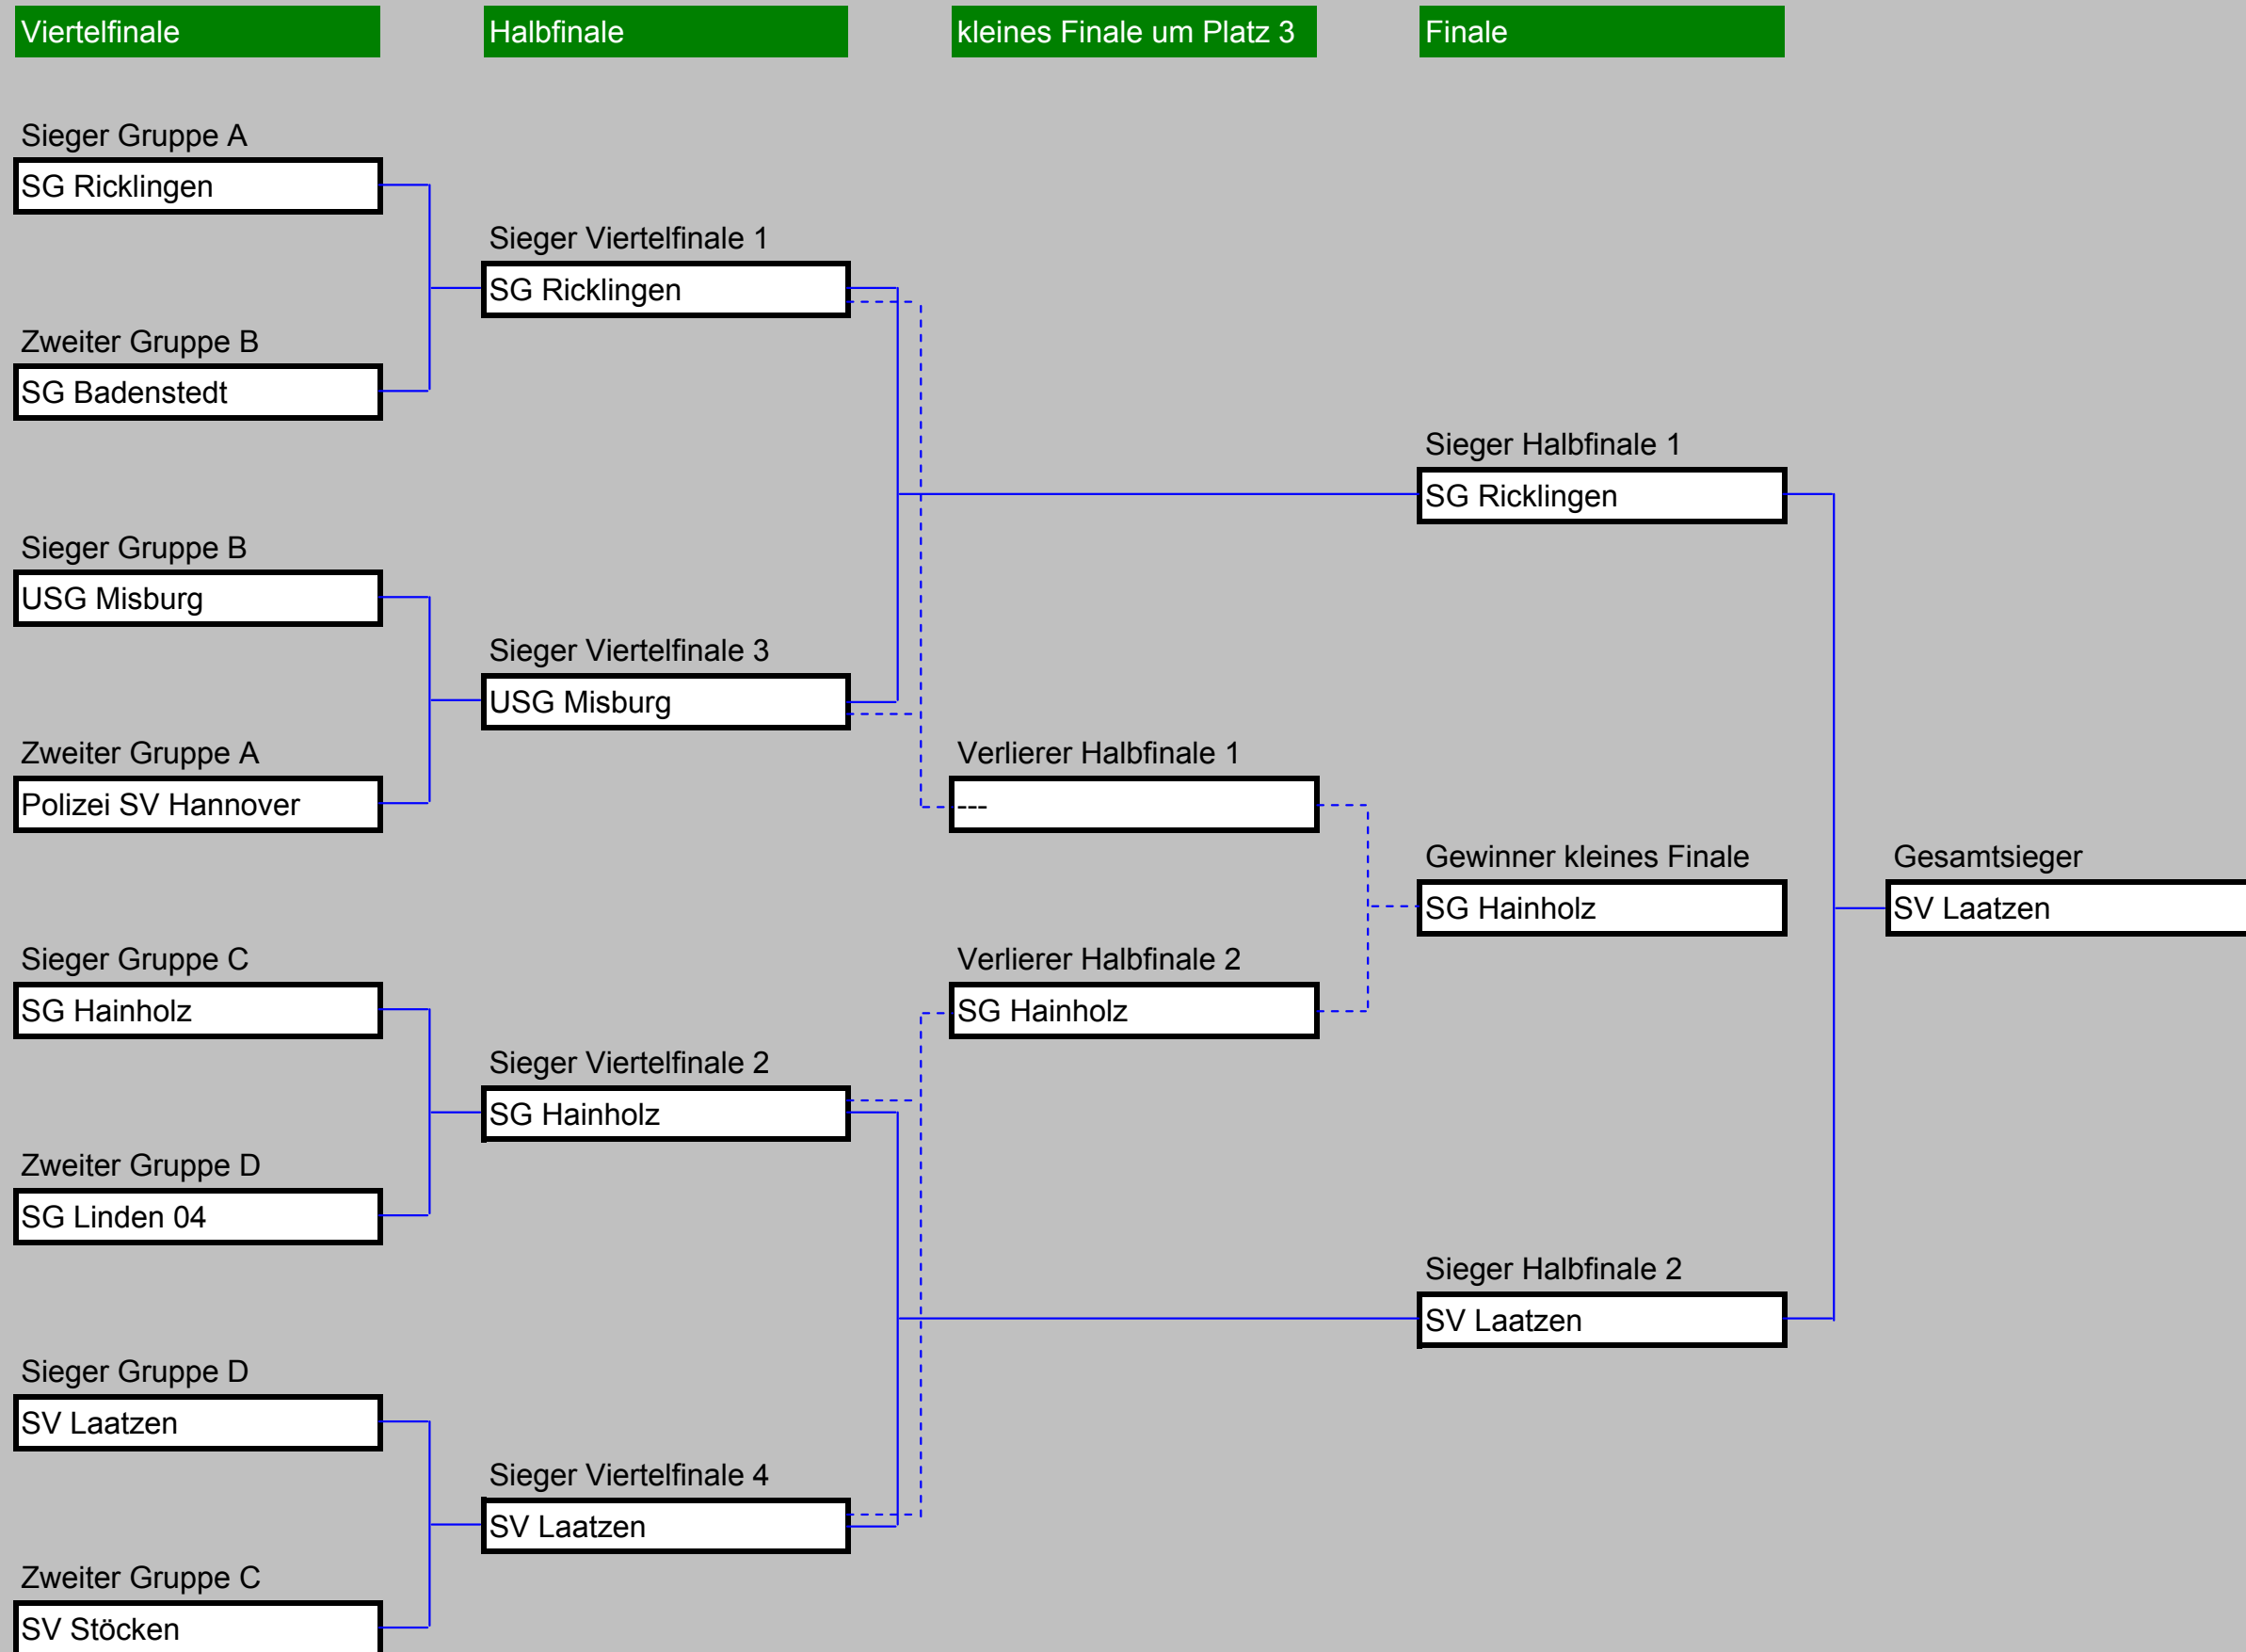 Viertelfinale
Halbfinale
kleines Finale um Platz 3
Finale
Sieger Gruppe A
SG Ricklingen
Sieger Viertelfinale 1
SG Ricklingen
Zweiter Gruppe B
SG Badenstedt
Sieger Halbfinale 1
SG Ricklingen
Sieger Gruppe B
USG Misburg
Sieger Viertelfinale 3
USG Misburg
Zweiter Gruppe A
Verlierer Halbfinale 1
Polizei SV Hannover
---
Gewinner kleines Finale
Gesamtsieger
SG Hainholz
SV Laatzen
Sieger Gruppe C
Verlierer Halbfinale 2
SG Hainholz
SG Hainholz
Sieger Viertelfinale 2
SG Hainholz
Zweiter Gruppe D
SG Linden 04
Sieger Halbfinale 2
SV Laatzen
Sieger Gruppe D
SV Laatzen
Sieger Viertelfinale 4
SV Laatzen
Zweiter Gruppe C
SV Stöcken